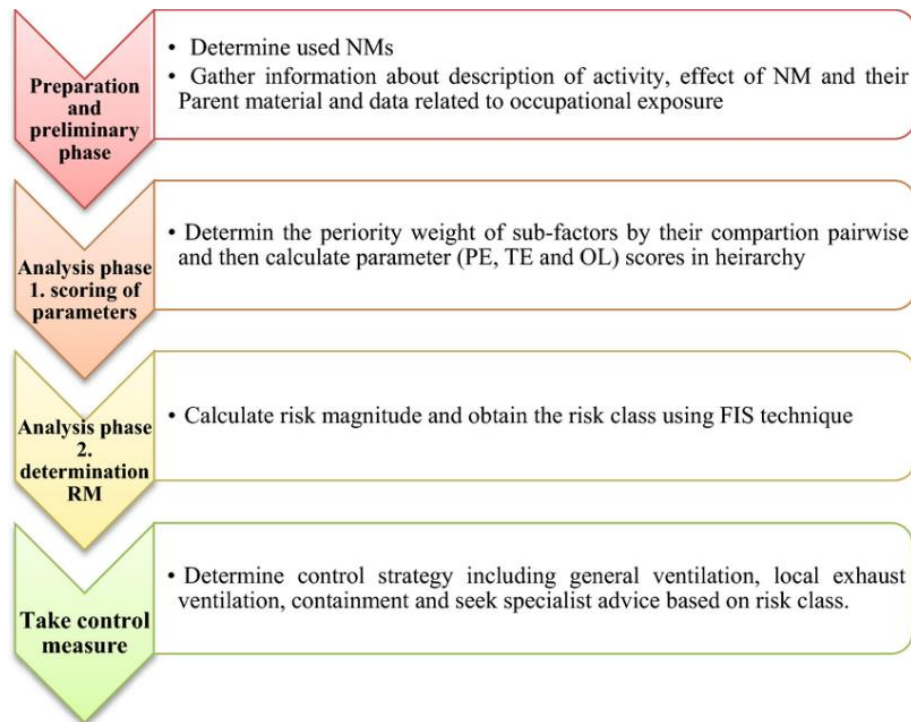 Preparation
and
preliminary
phase
• Determine used NMs
• Gather information about description of activity, effect of NM and their
Parent material and data related to occupational exposure
Analysis phase
1. scoring of
parameters
• Determin the periority weight of sub-factors by their compartion pairwise
and then calculate parameter (PE, TE and OL) scores in heirarchy
Analysis phase
2.
determination
RM
• Calculate risk magnitude and obtain the risk class using FIS technique
Take control
measure
• Determine control strategy including general ventilation, local exhaust
ventilation, containment and seek specialist advice based on risk class.